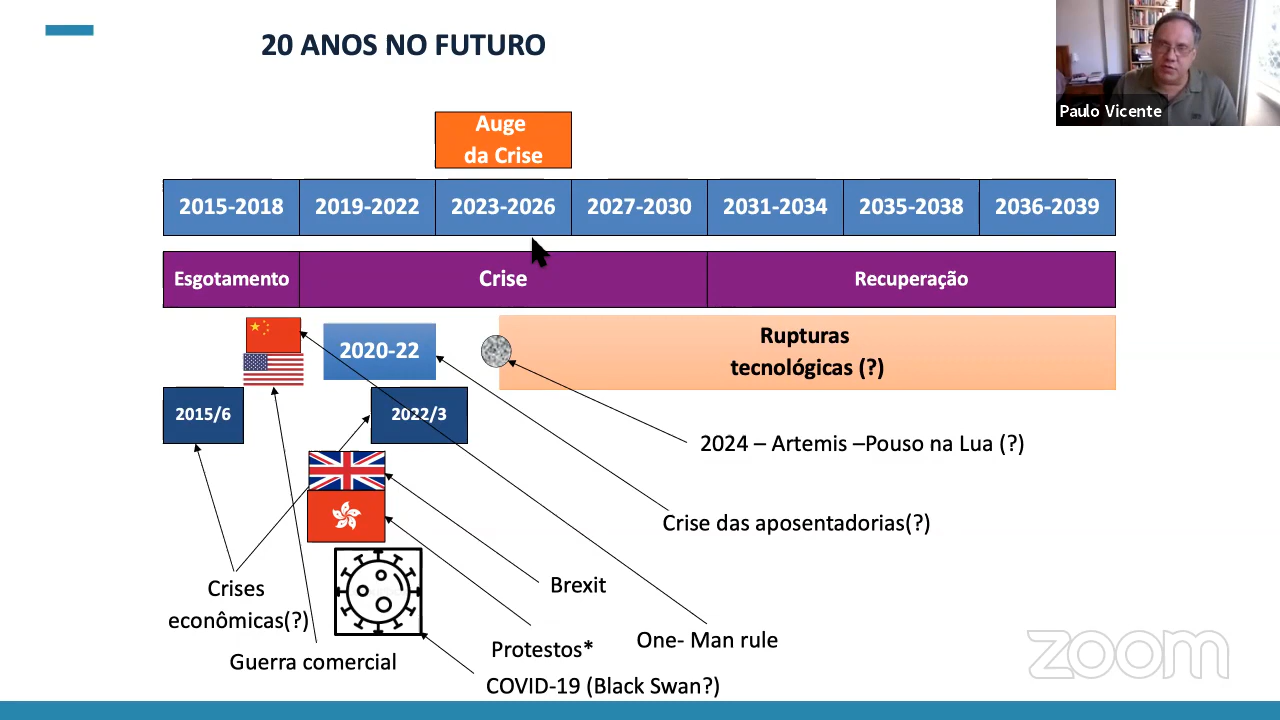 20 ANOS NO FUTURO
Paulo Vicente
Auge
da Crise
2015-2018
2019-2022
2023-2026
2027-2030
2031-2034
2035-2038
2036-2039
Esgotamento
Crise
Recuperação
2020-22
Rupturas
tecnológicas (?)
2015/6
2022/3
2024 – Artemis –Pouso na Lua (?)
Crise das aposentadorias(?)
Crises
econômicas(?)
Brexit
Protestos*
One- Man rule
Guerra comercial
COVID-19 (Black Swan?)
zoom